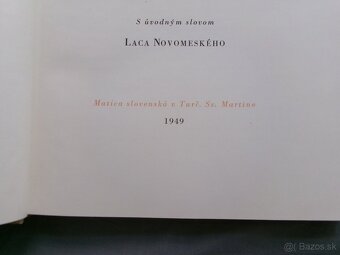 S úvodným slovom
LACA NOVOMESKÉHO
Matica slovenská v Turč. Sv. Martine
1949
Bazos.sk